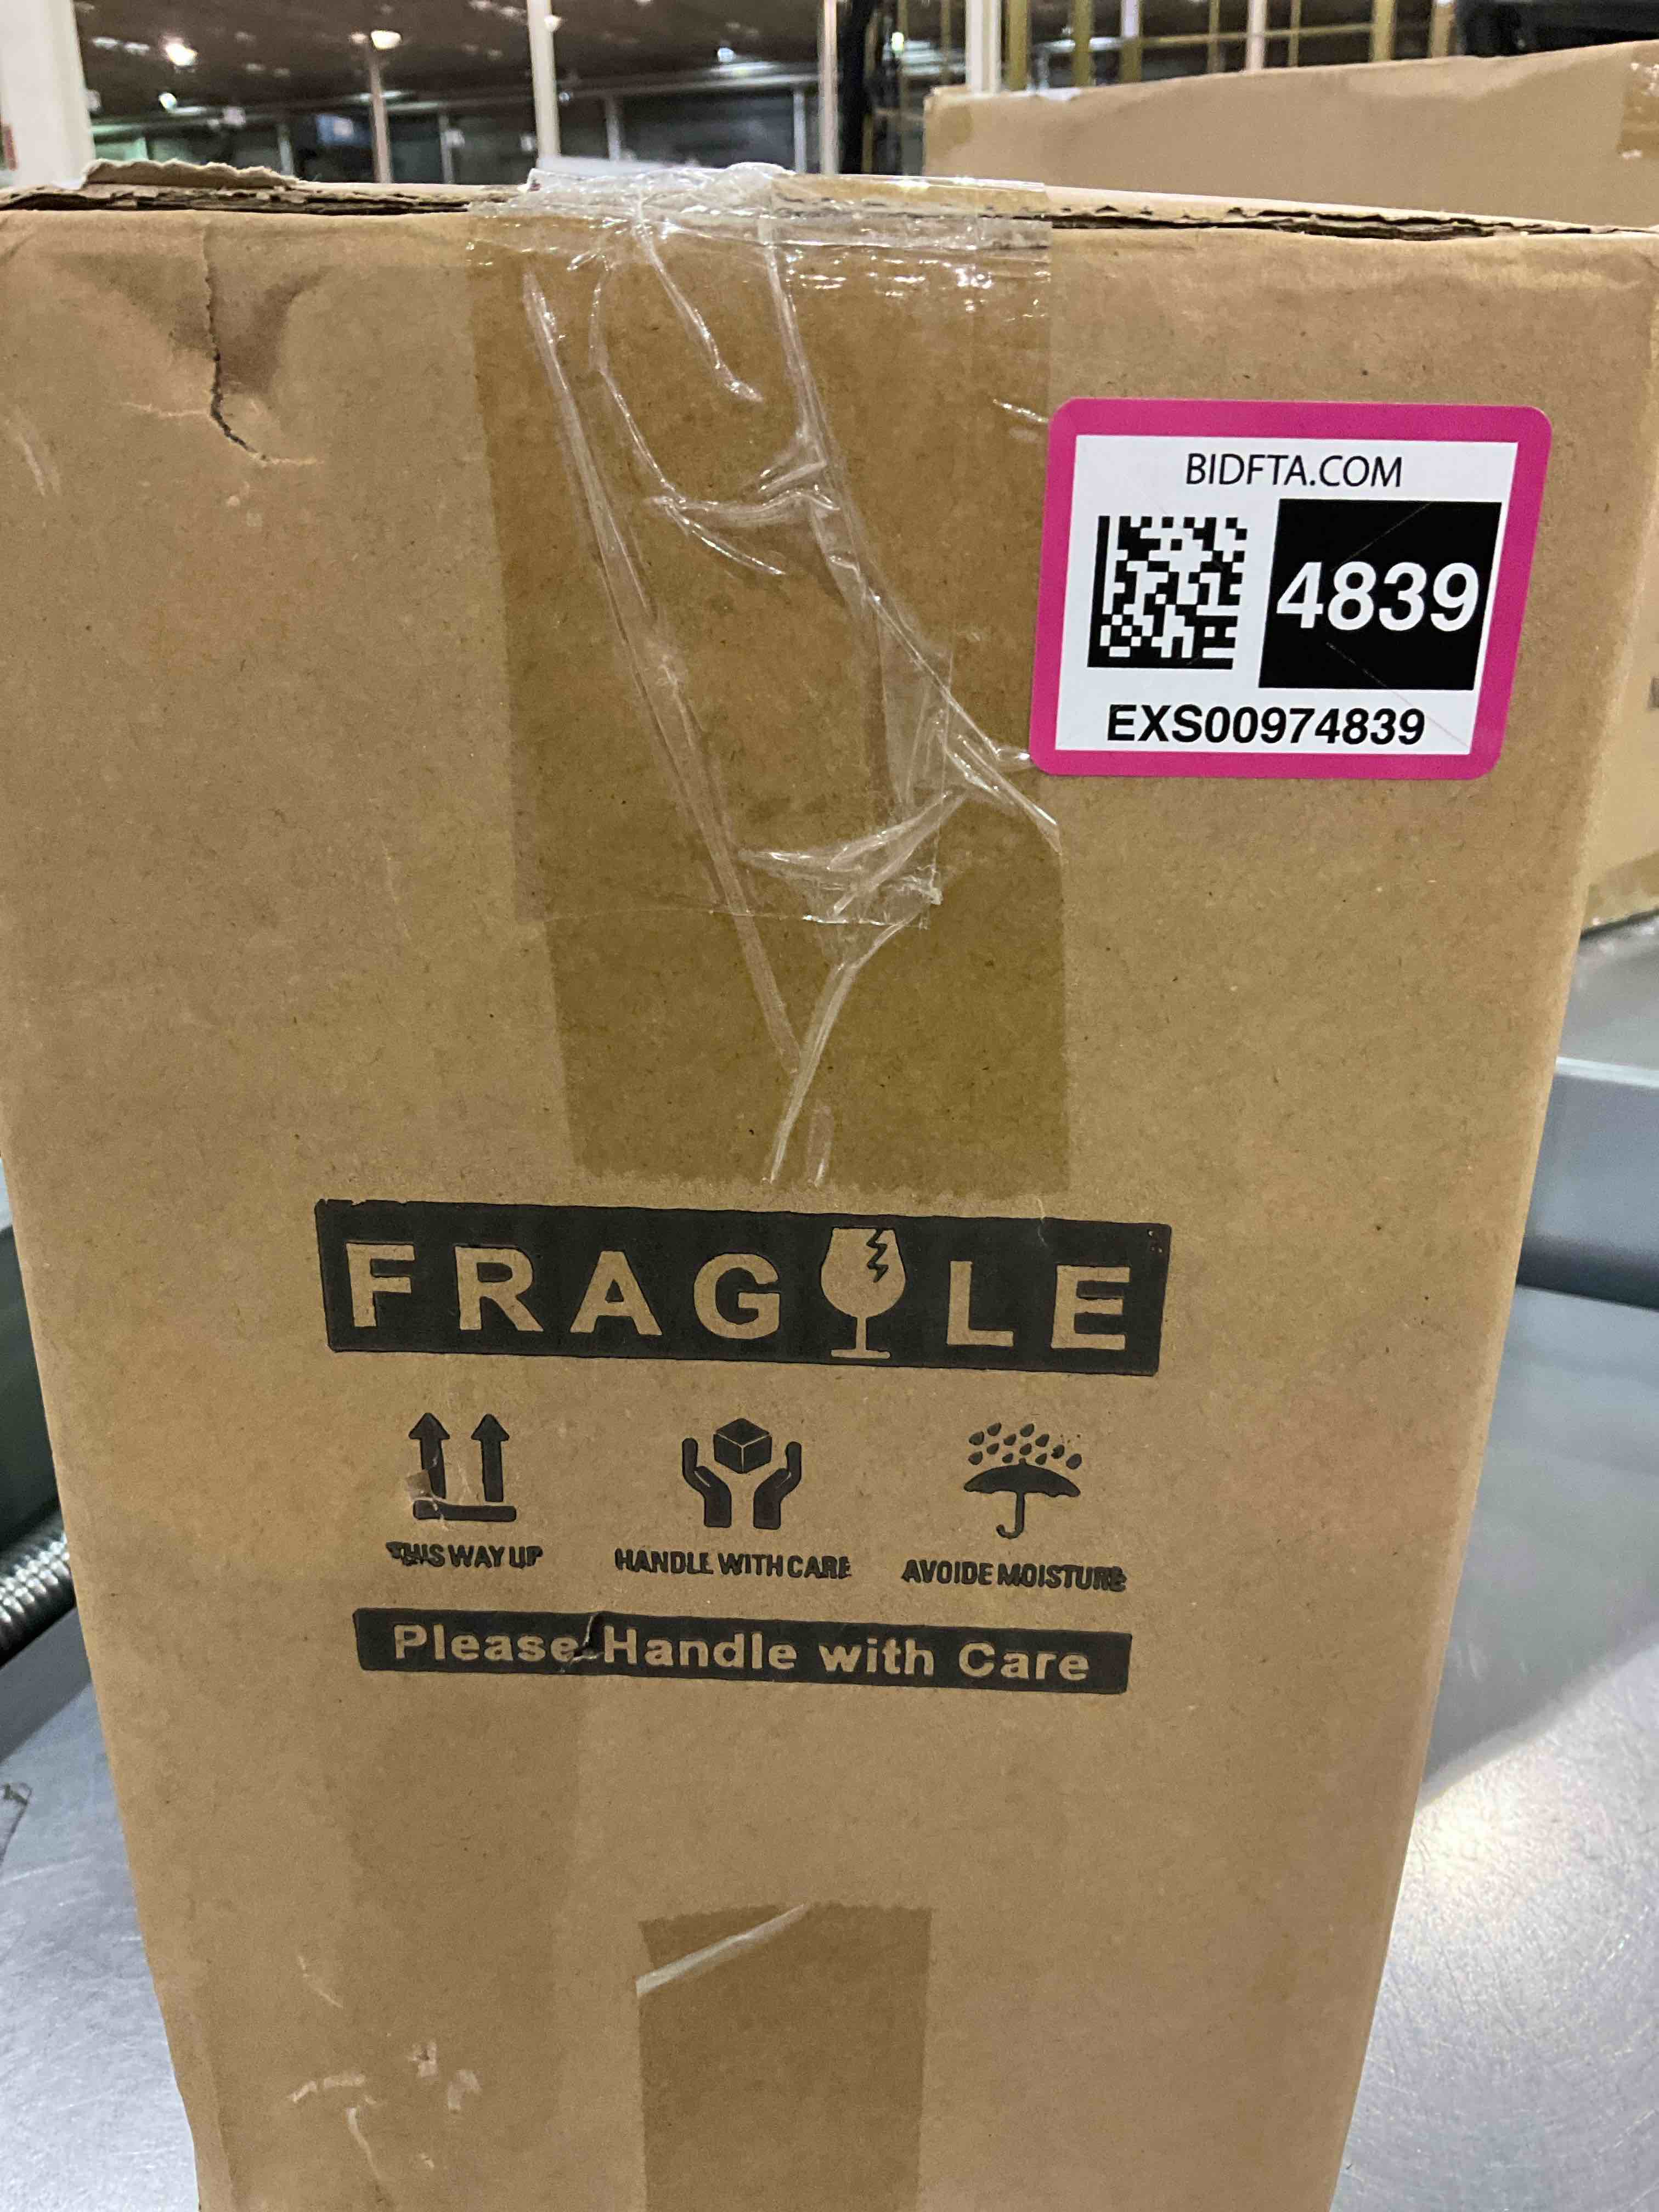 BIDFTA.COM
4839
EXS00974839
FRAGILE
THIS WAY UP
HANDLE WITH CARE
AVOIDE MOISTURE
Please Handle with Care